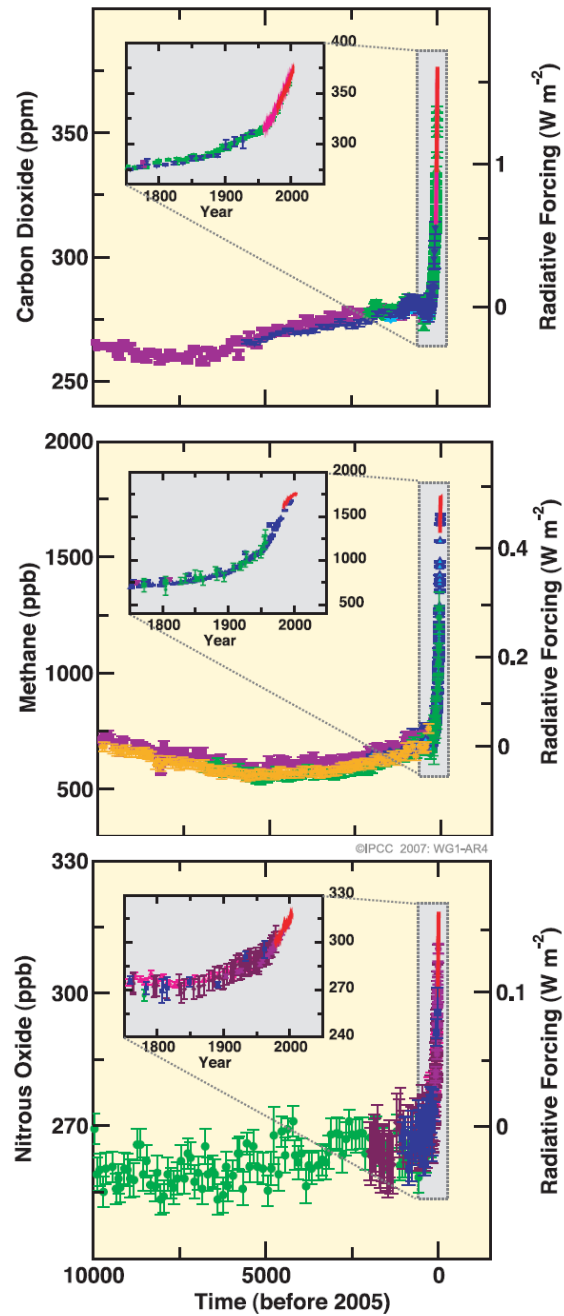 400
350
300
1800 1900 2000
Year
350
300
250
Carbon Dioxide (ppm)
1
0
Radiative Forcing (W m-2)
2000
1500
1000
500
Methane (ppb)
2000
1500
1000
500
1800 1900 2000
Year
0.4
0.2
0
Radiative Forcing (W m-2)
©IPCC 2007: WG1-AR4
330
300
270
Nitrous Oxide (ppb)
330
300
270
240
1800 1900 2000
Year
0.1
0
Radiative Forcing (W m-2)
10000 5000 0
Time (before 2005)